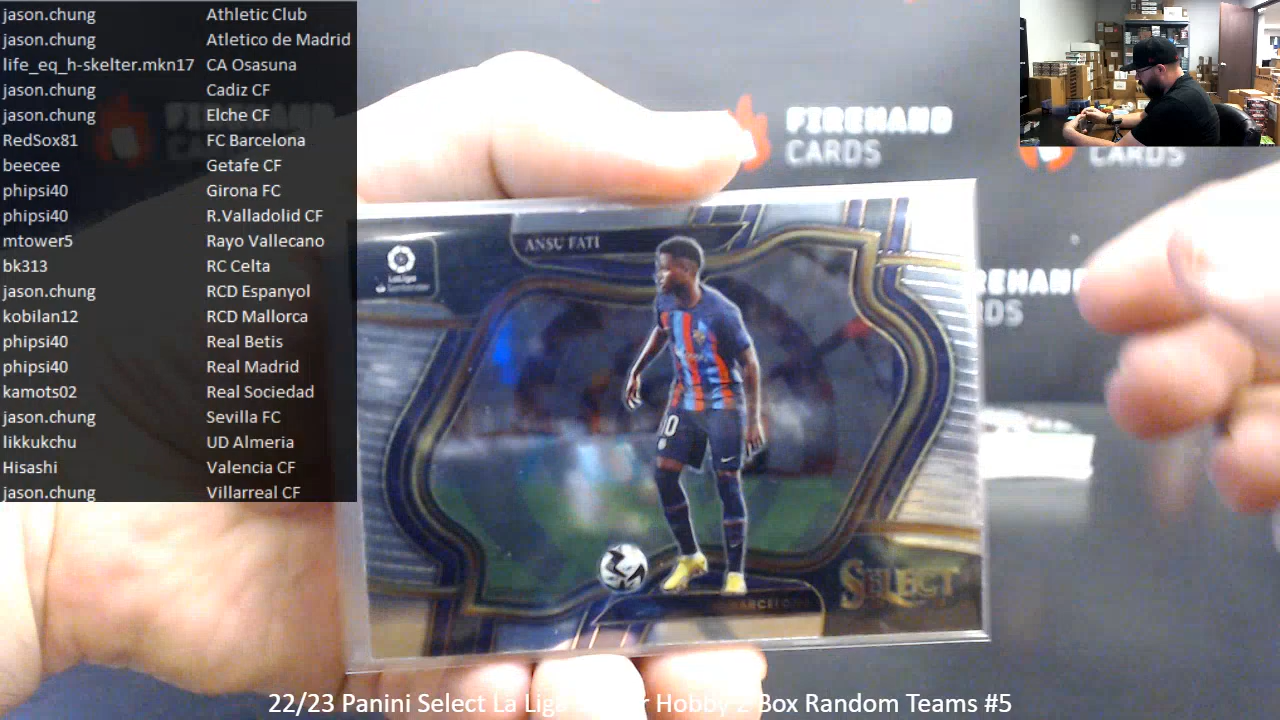 jason.chung Athletic Club
jason.chung Atletico de Madrid
life_eq_h-skelter.mkn17 CA Osasuna
jason.chung Cadiz CF
jason.chung Elche CF
RedSox81 FC Barcelona
beecee Getafe CF
phipsi40 Girona FC
phipsi40 R.Valladolid CF
mtower5 Rayo Vallecano
bk313 RC Celta
jason.chung RCD Espanyol
kobilan12 RCD Mallorca
phipsi40 Real Betis
phipsi40 Real Madrid
kamots02 Real Sociedad
jason.chung Sevilla FC
likkukchu UD Almeria
Hisashi Valencia CF
jason.chung Villarreal CF
FIREHAND
CARDS
CARDS
ANSU FATI
LaLiga
10
SELECT
22/23 Panini Select La Liga Hobby 2 Box Random Teams #5